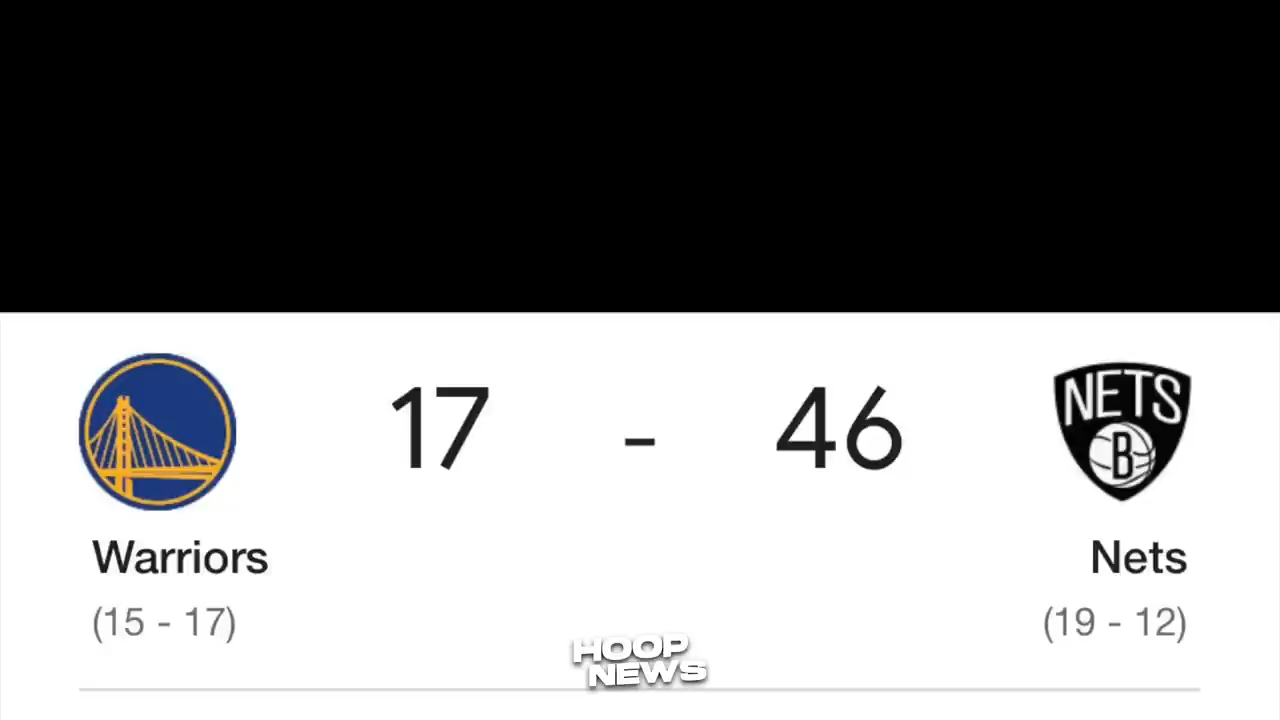 17 - 46
NETS
B
Warriors
Nets
(15 - 17)
(19 - 12)
HOOP
NEWS